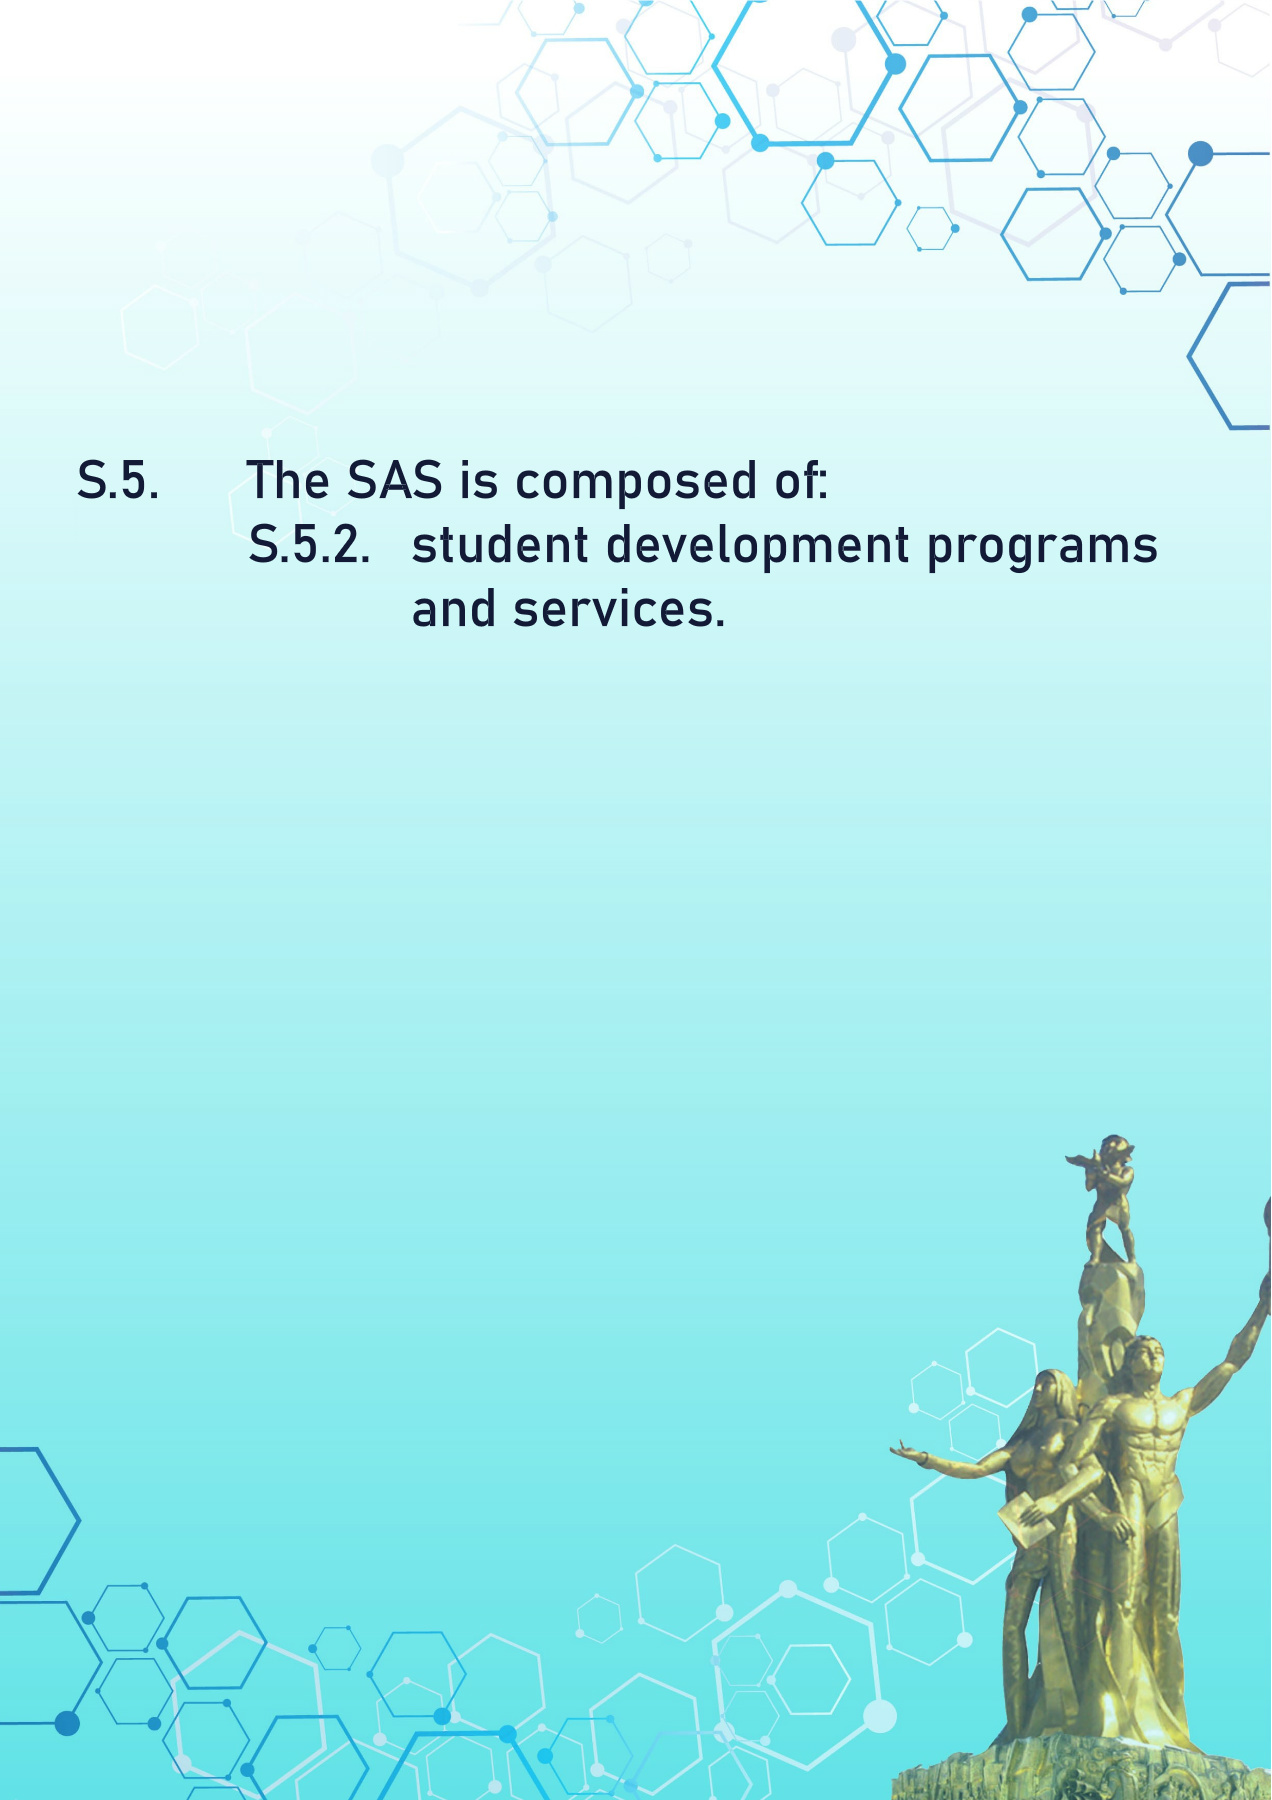 S.5. The SAS is composed of:
S.5.2. student development programs
and services.